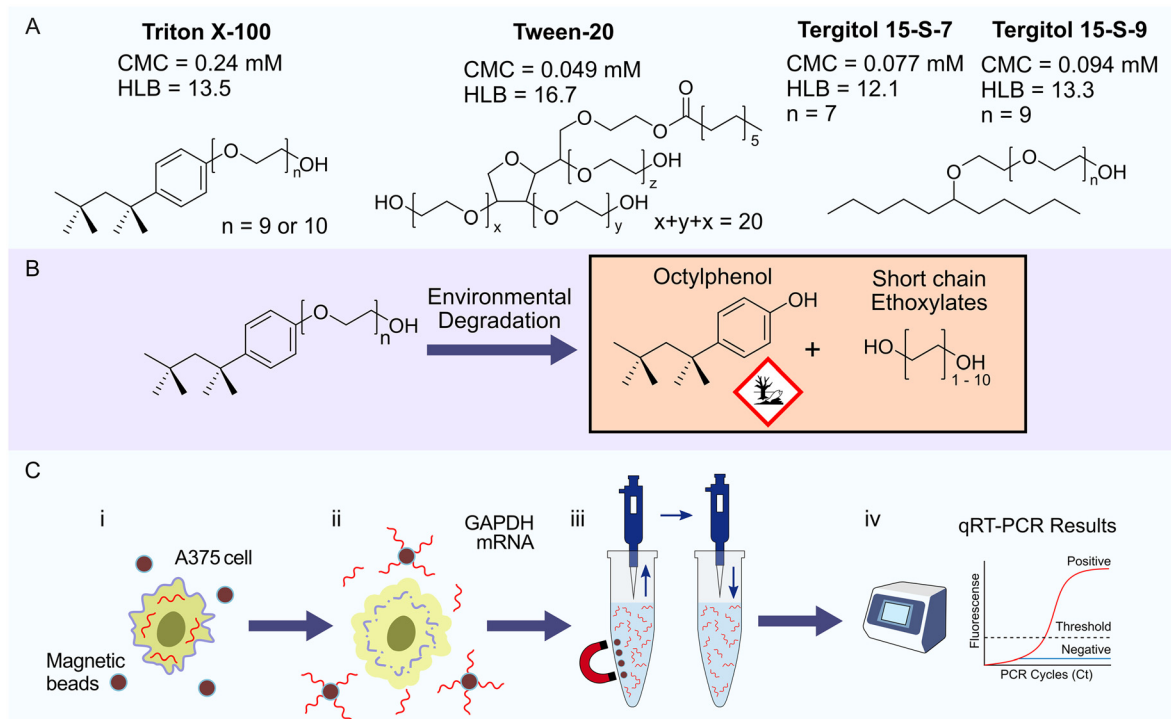 A
Triton X-100
CMC = 0.24 mM
HLB = 13.5
O
OH
n
n = 9 or 10
Tween-20
CMC = 0.049 mM
HLB = 16.7
O
O
O
5
O
O
OH
z
HO
O
x
O
OH
y
x+y+x = 20
Tergitol 15-S-7
CMC = 0.077 mM
HLB = 12.1
n = 7
Tergitol 15-S-9
CMC = 0.094 mM
HLB = 13.3
n = 9
O
O
OH
n
B
O
OH
n
Environmental
Degradation
Octylphenol
OH
+
Short chain
Ethoxylates
HO
OH
1 - 10
C
i
A375 cell
Magnetic
beads
ii
GAPDH
mRNA
iii
iv
qRT-PCR Results
Fluorescense
Positive
Threshold
Negative
PCR Cycles (Ct)